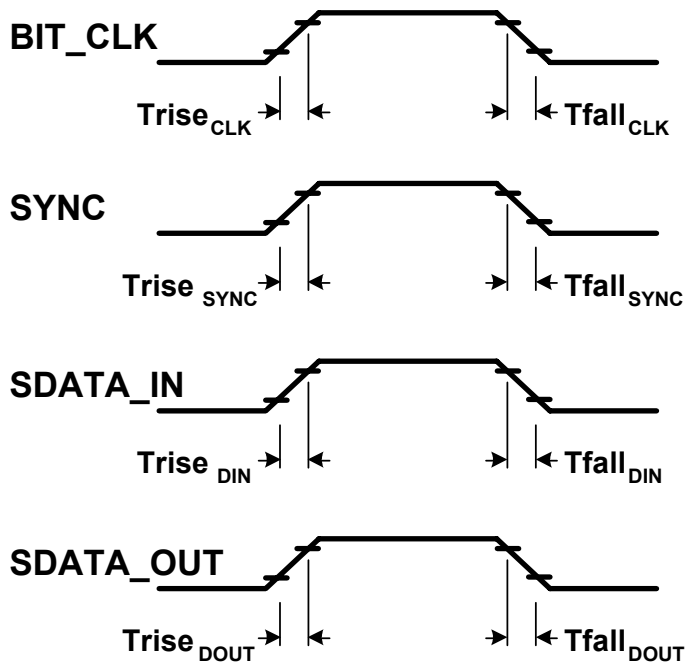 BIT_CLK
Trise CLK Tfall CLK
SYNC
Trise SYNC Tfall SYNC
SDATA_IN
Trise DIN Tfall DIN
SDATA_OUT
Trise DOUT Tfall DOUT